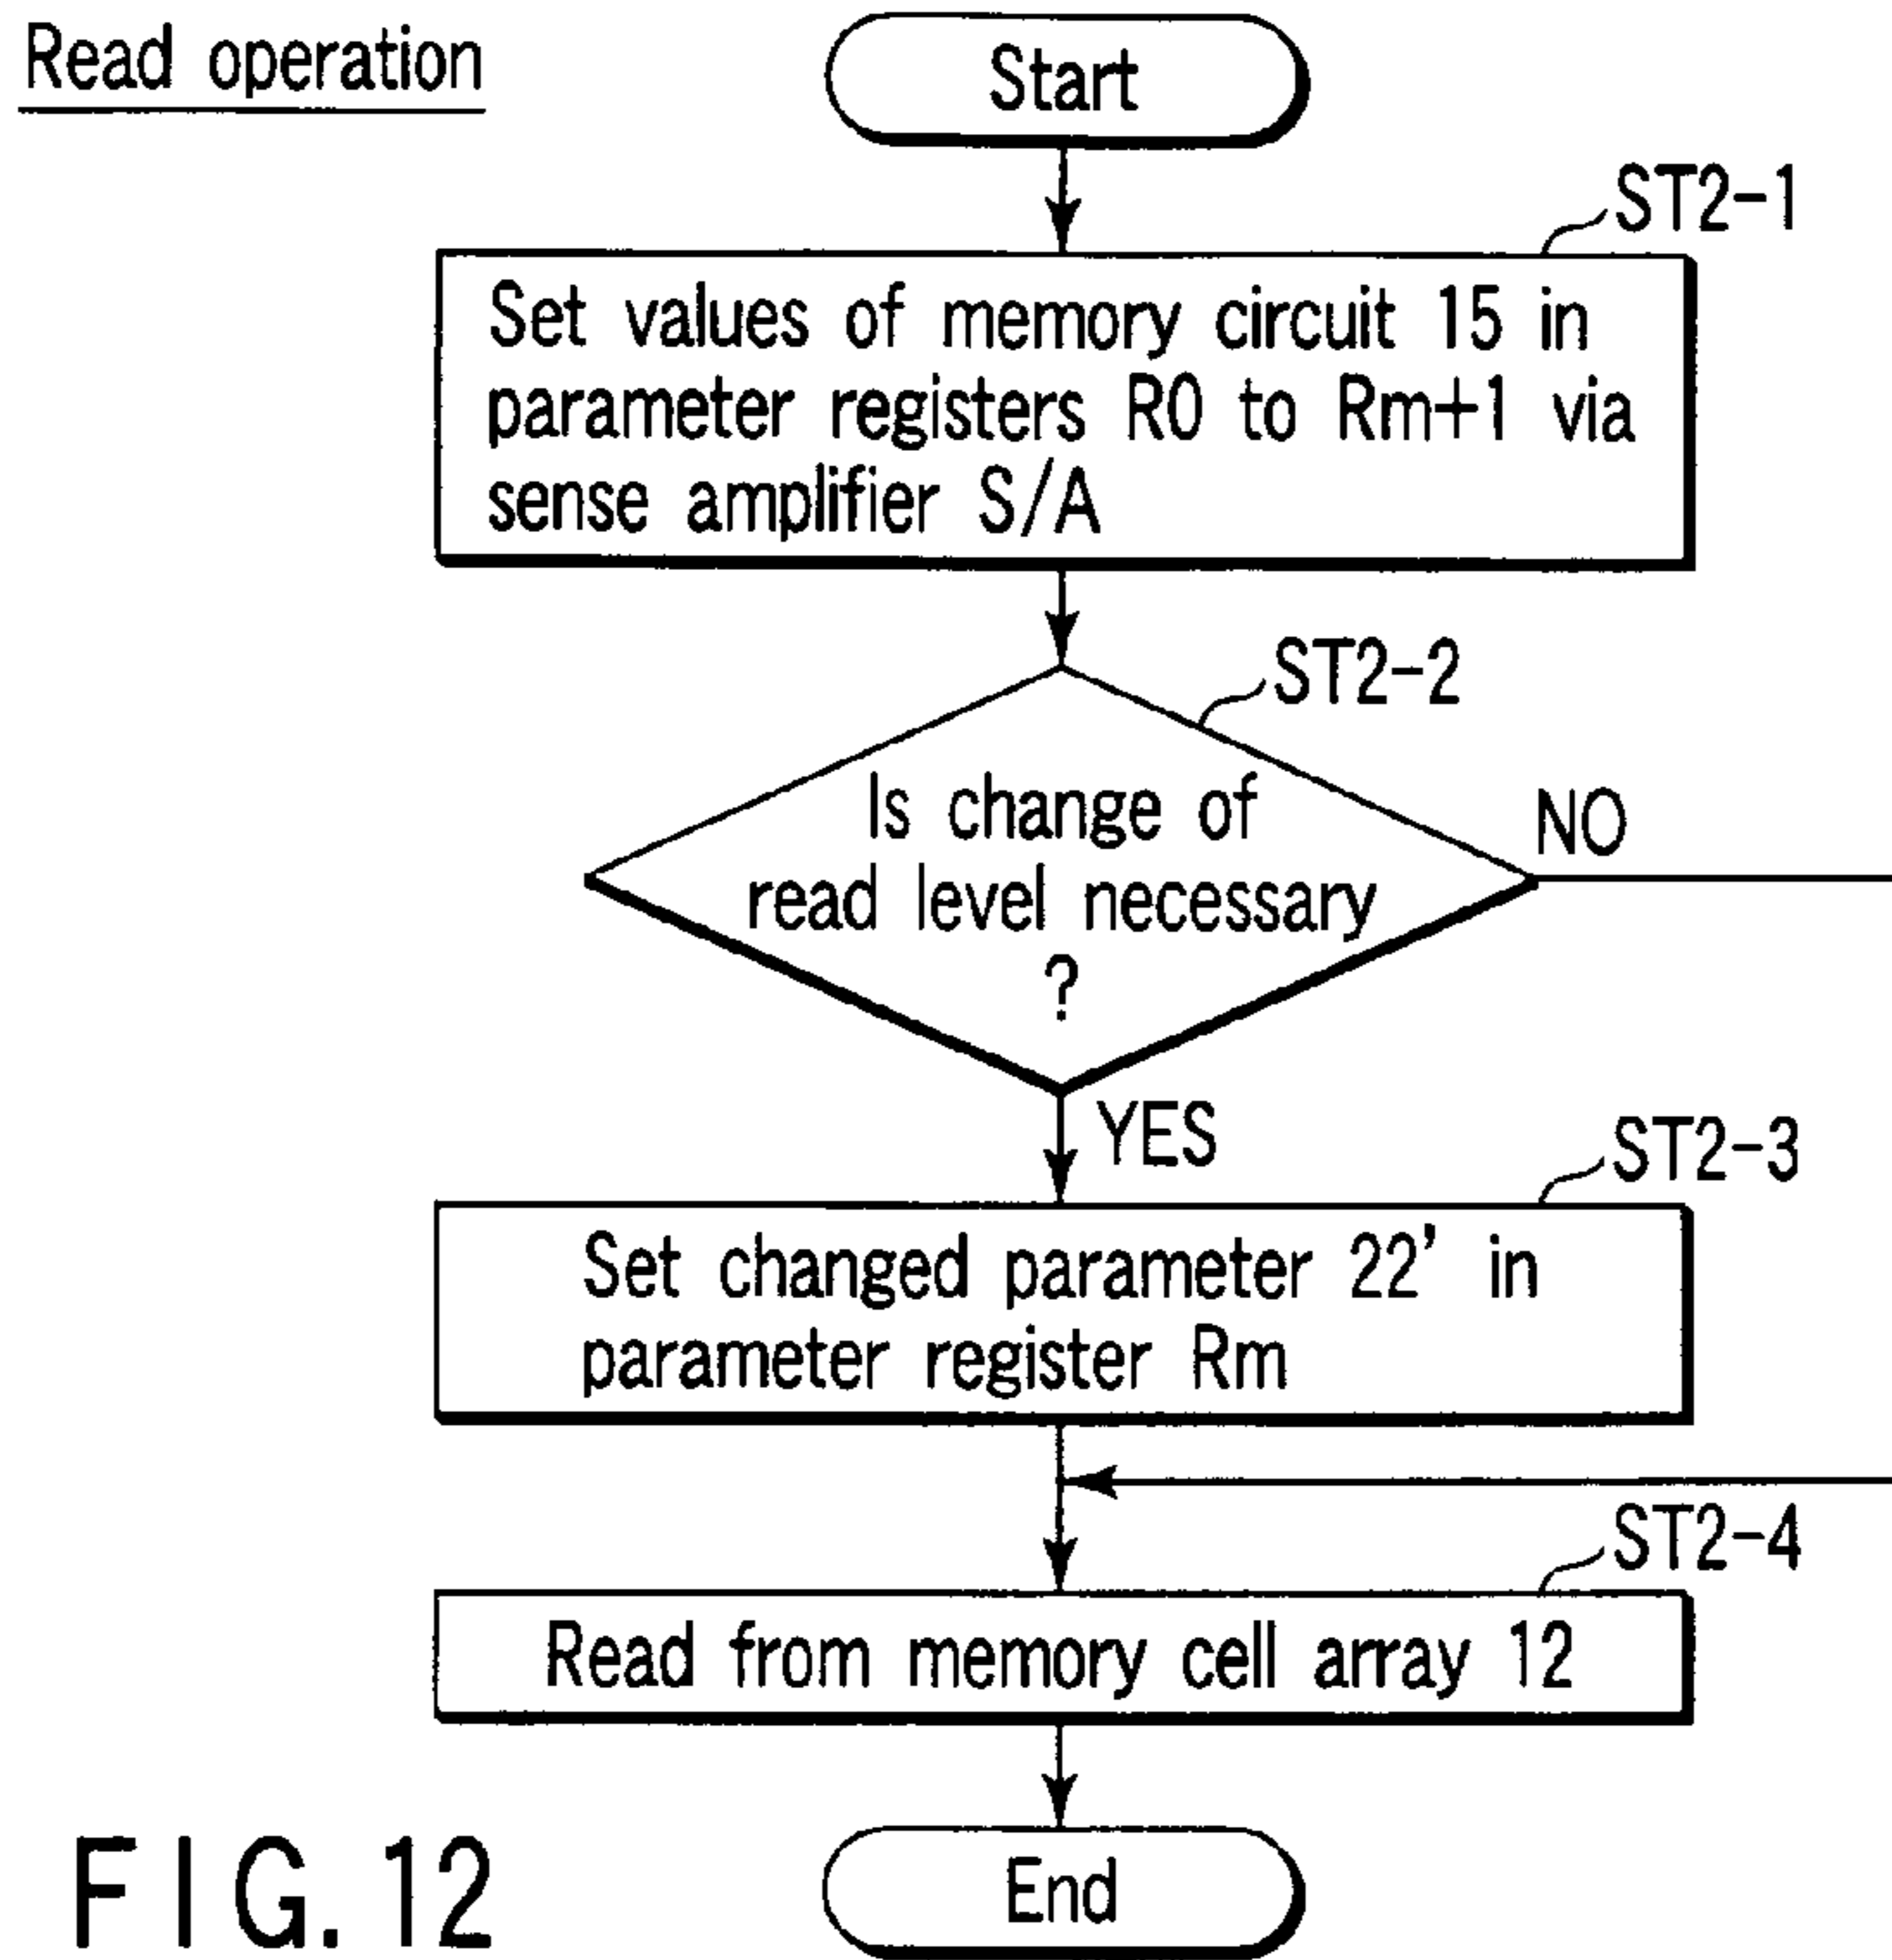 Read operation
Start
ST2-1
Set values of memory circuit 15 in
parameter registers R0 to Rm+1 via
sense amplifier S/A
ST2-2
Is change of
read level necessary
?
NO
YES
ST2-3
Set changed parameter 22' in
parameter register Rm
ST2-4
Read from memory cell array 12
End
FIG. 12